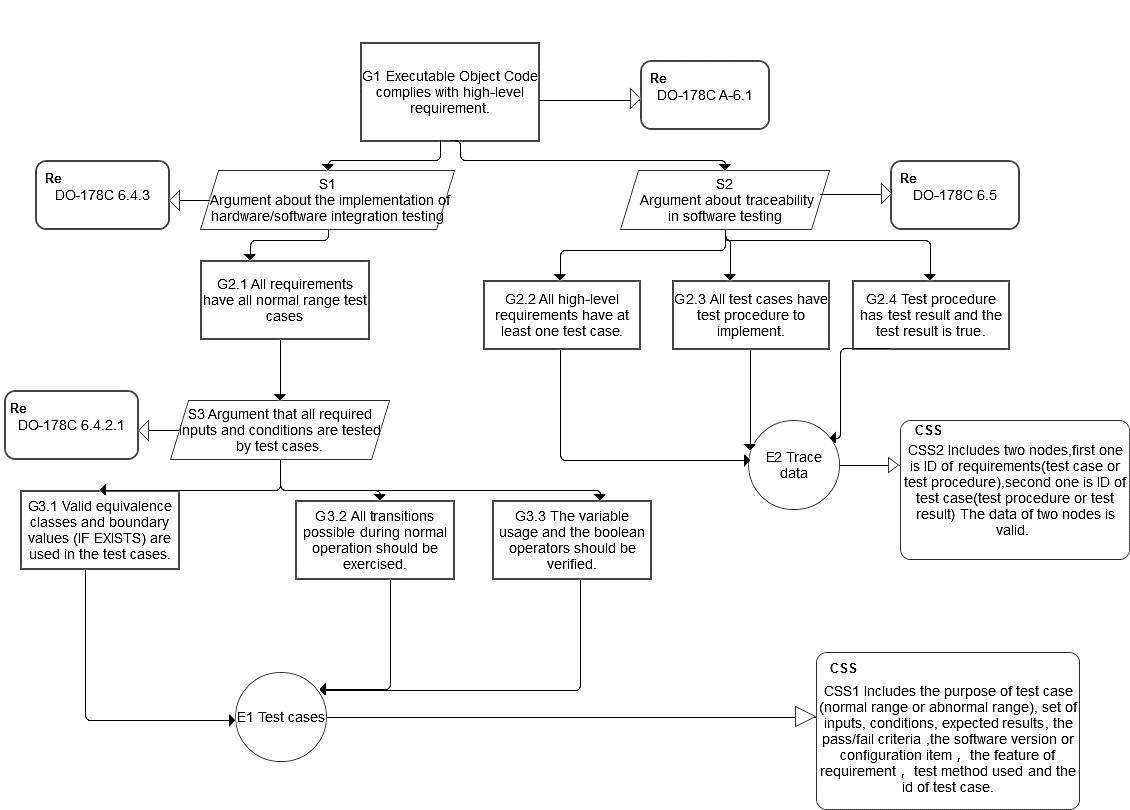 G1 Executable Object Code
complies with high-level
requirement.
Re
DO-178C A-6.1
Re
DO-178C 6.4.3
S1
Argument about the implementation of
hardware/software integration testing
S2
Argument about traceability
in software testing
Re
DO-178C 6.5
G2.1 All requirements
have all normal range test
cases
G2.2 All high-level
requirements have at
least one test case.
G2.3 All test cases have
test procedure to
implement.
G2.4 Test procedure
has test result and the
test result is true.
Re
DO-178C 6.4.2.1
S3 Argument that all required
inputs and conditions are tested
by test cases.
E2 Trace
data
CSS
CSS2 Includes two nodes,first one
is ID of requirements(test case or
test procedure),second one is ID of
test case(test procedure or test
result) The data of two nodes is
valid.
G3.1 Valid equivalence
classes and boundary
values (IF EXISTS) are
used in the test cases.
G3.2 All transitions
possible during normal
operation should be
exercised.
G3.3 The variable
usage and the boolean
operators should be
verified.
E1 Test cases
CSS
CSS1 Includes the purpose of test case
(normal range or abnormal range), set of
inputs, conditions, expected results, the
pass/fail criteria ,the software version or
configuration item， the feature of
requirement， test method used and the
id of test case.